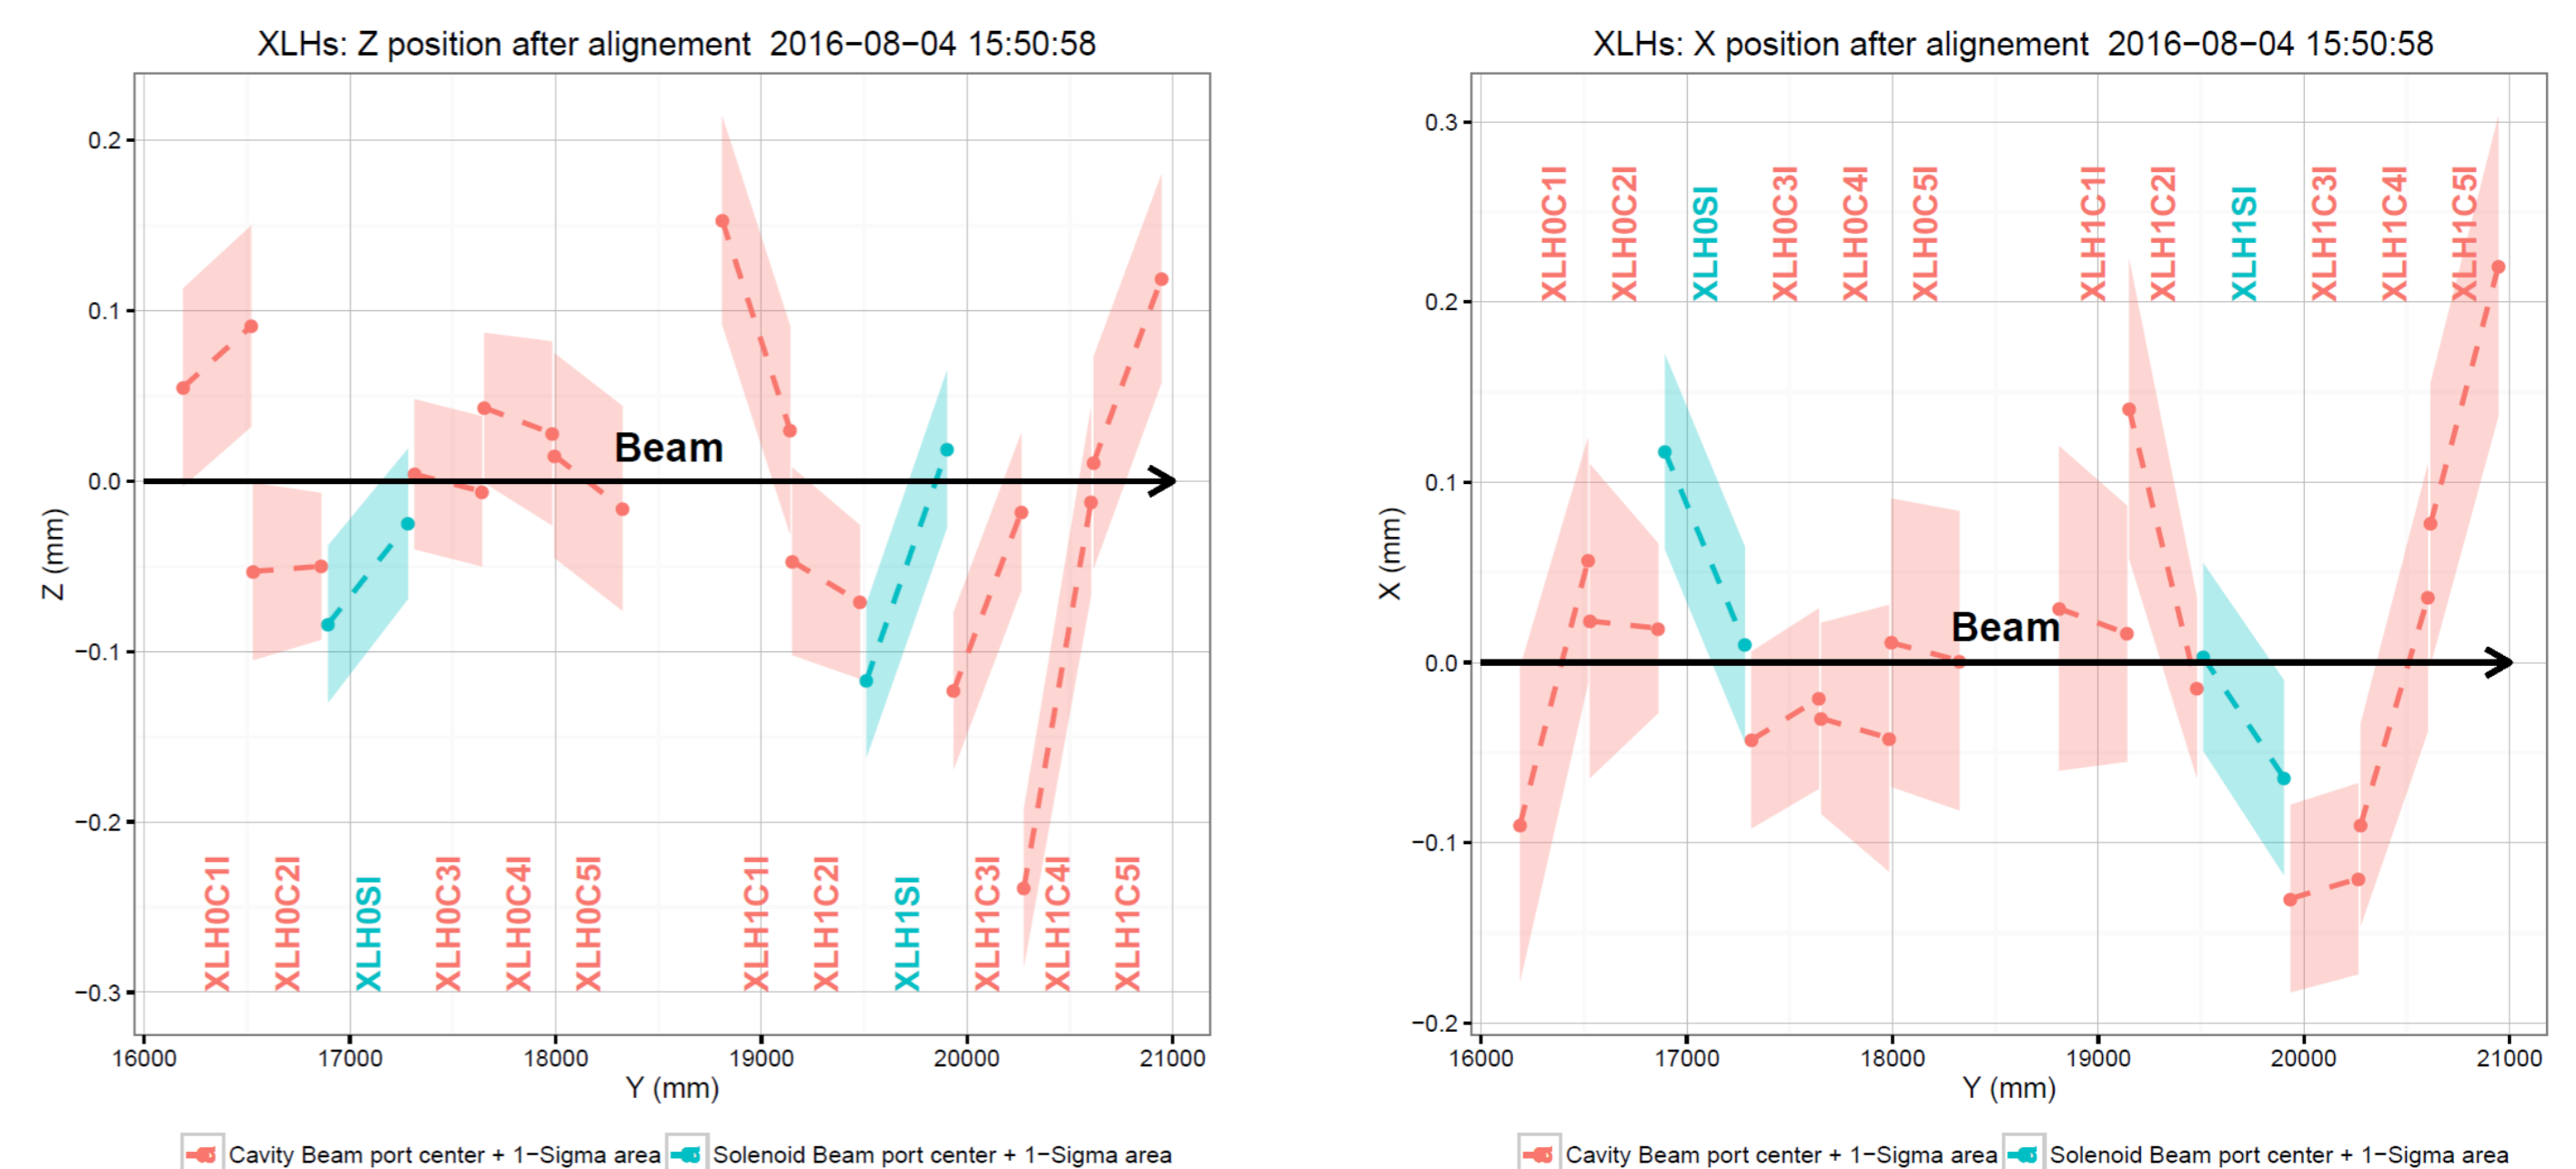 XLHs: Z position after alignement 2016−08−04 15:50:58
0.2
0.1
0.0
−0.1
−0.2
−0.3
Z (mm)
Beam
XLH0C1I
XLH0C2I
XLH0SI
XLH0C3I
XLH0C4I
XLH0C5I
XLH1C1I
XLH1C2I
XLH1SI
XLH1C3I
XLH1C4I
XLH1C5I
16000 17000 18000 19000 20000 21000
Y (mm)
Cavity Beam port center + 1−Sigma area Solenoid Beam port center + 1−Sigma area
XLHs: X position after alignement 2016−08−04 15:50:58
0.3
0.2
0.1
0.0
−0.1
−0.2
X (mm)
XLH0C1I
XLH0C2I
XLH0SI
XLH0C3I
XLH0C4I
XLH0C5I
XLH1C1I
XLH1C2I
XLH1SI
XLH1C3I
XLH1C4I
XLH1C5I
Beam
16000 17000 18000 19000 20000 21000
Y (mm)
Cavity Beam port center + 1−Sigma area Solenoid Beam port center + 1−Sigma area